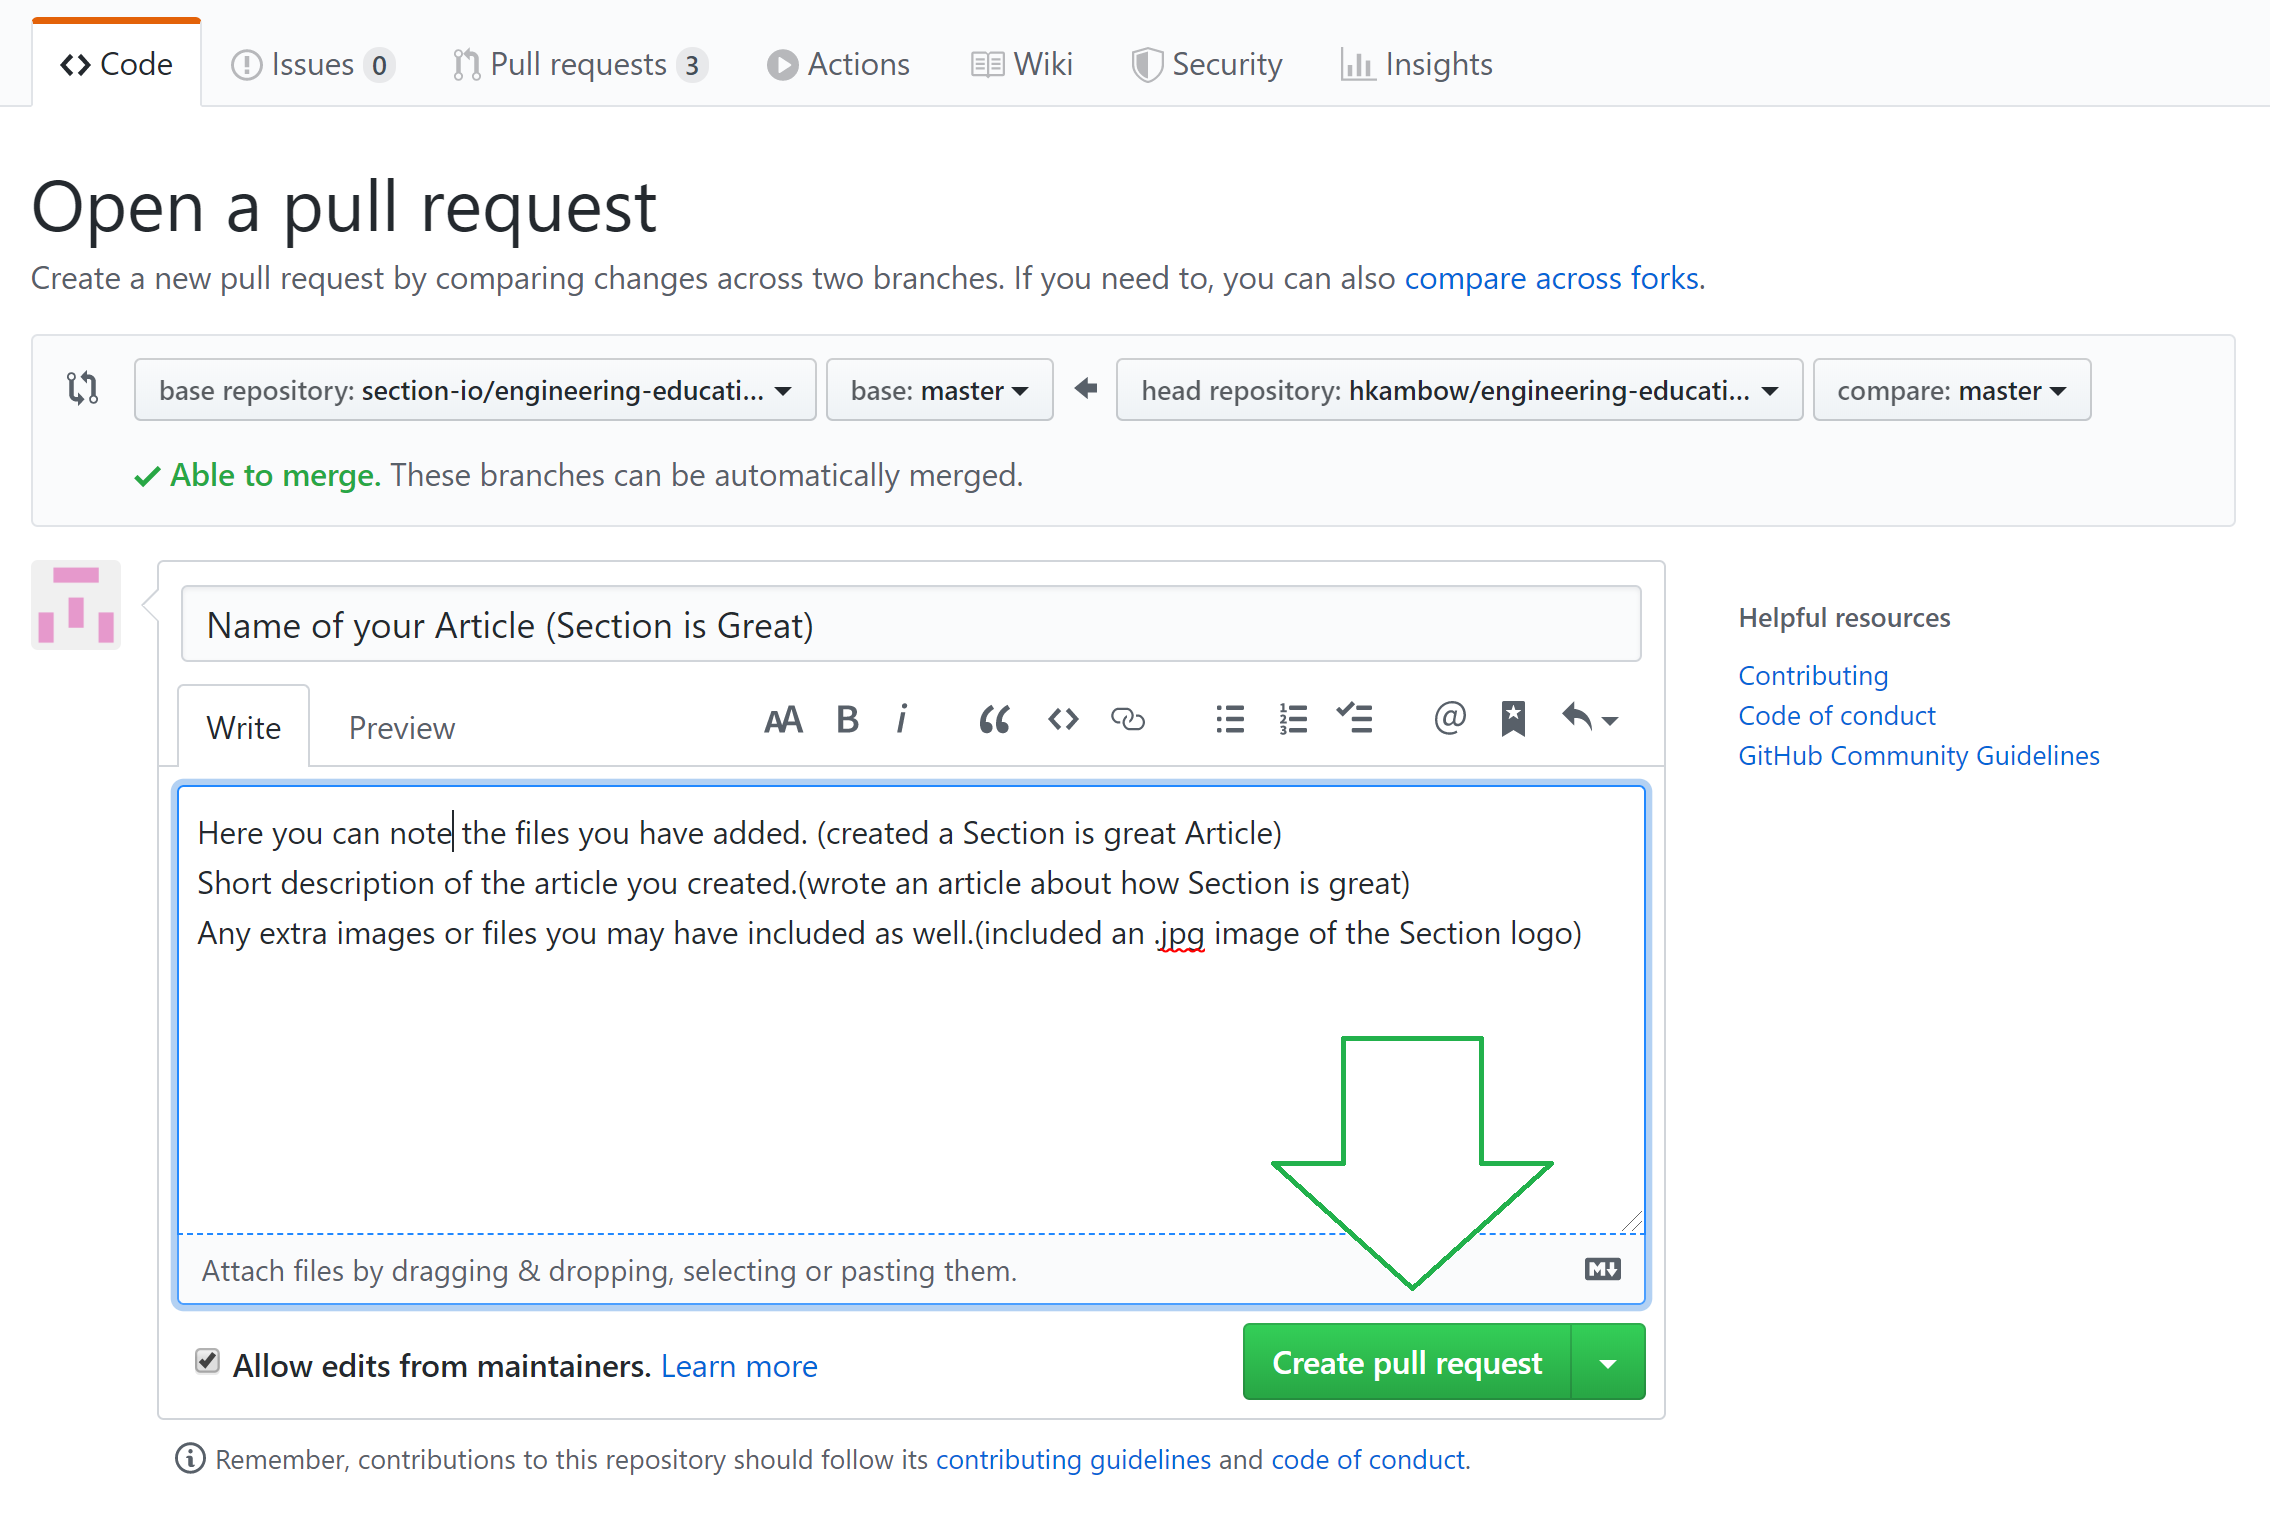 Code Issues 0 Pull requests 3 Actions Wiki Security Insights
Open a pull request
Create a new pull request by comparing changes across two branches. If you need to, you can also compare across forks.
base repository: section-io/engineering-educati... base: master head repository: hkambow/engineering-educati... compare: master
Able to merge. These branches can be automatically merged.
Name of your Article (Section is Great)
Write Preview
Here you can note the files you have added. (created a Section is great Article)
Short description of the article you created.(wrote an article about how Section is great)
Any extra images or files you may have included as well.(included an .jpg image of the Section logo)
Attach files by dragging & dropping, selecting or pasting them.
Allow edits from maintainers. Learn more
Create pull request
Remember, contributions to this repository should follow its contributing guidelines and code of conduct.
Helpful resources
Contributing
Code of conduct
GitHub Community Guidelines